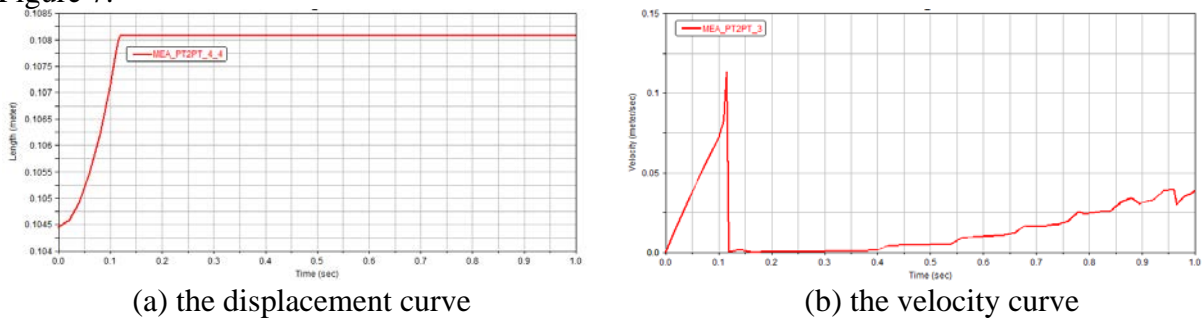 Figure 7.
0.1085
0.108
0.1075
0.107
0.1065
0.106
0.1055
0.105
0.1045
0.104
Length (meter)
MEA_PT2PT_4_4
0.0 0.1 0.2 0.3 0.4 0.5 0.6 0.7 0.8 0.9 1.0
Time (sec)
(a) the displacement curve
0.15
0.1
0.05
0.0
Velocity (meter/sec)
MEA_PT2PT_3
0.0 0.1 0.2 0.3 0.4 0.5 0.6 0.7 0.8 0.9 1.0
Time (sec)
(b) the velocity curve